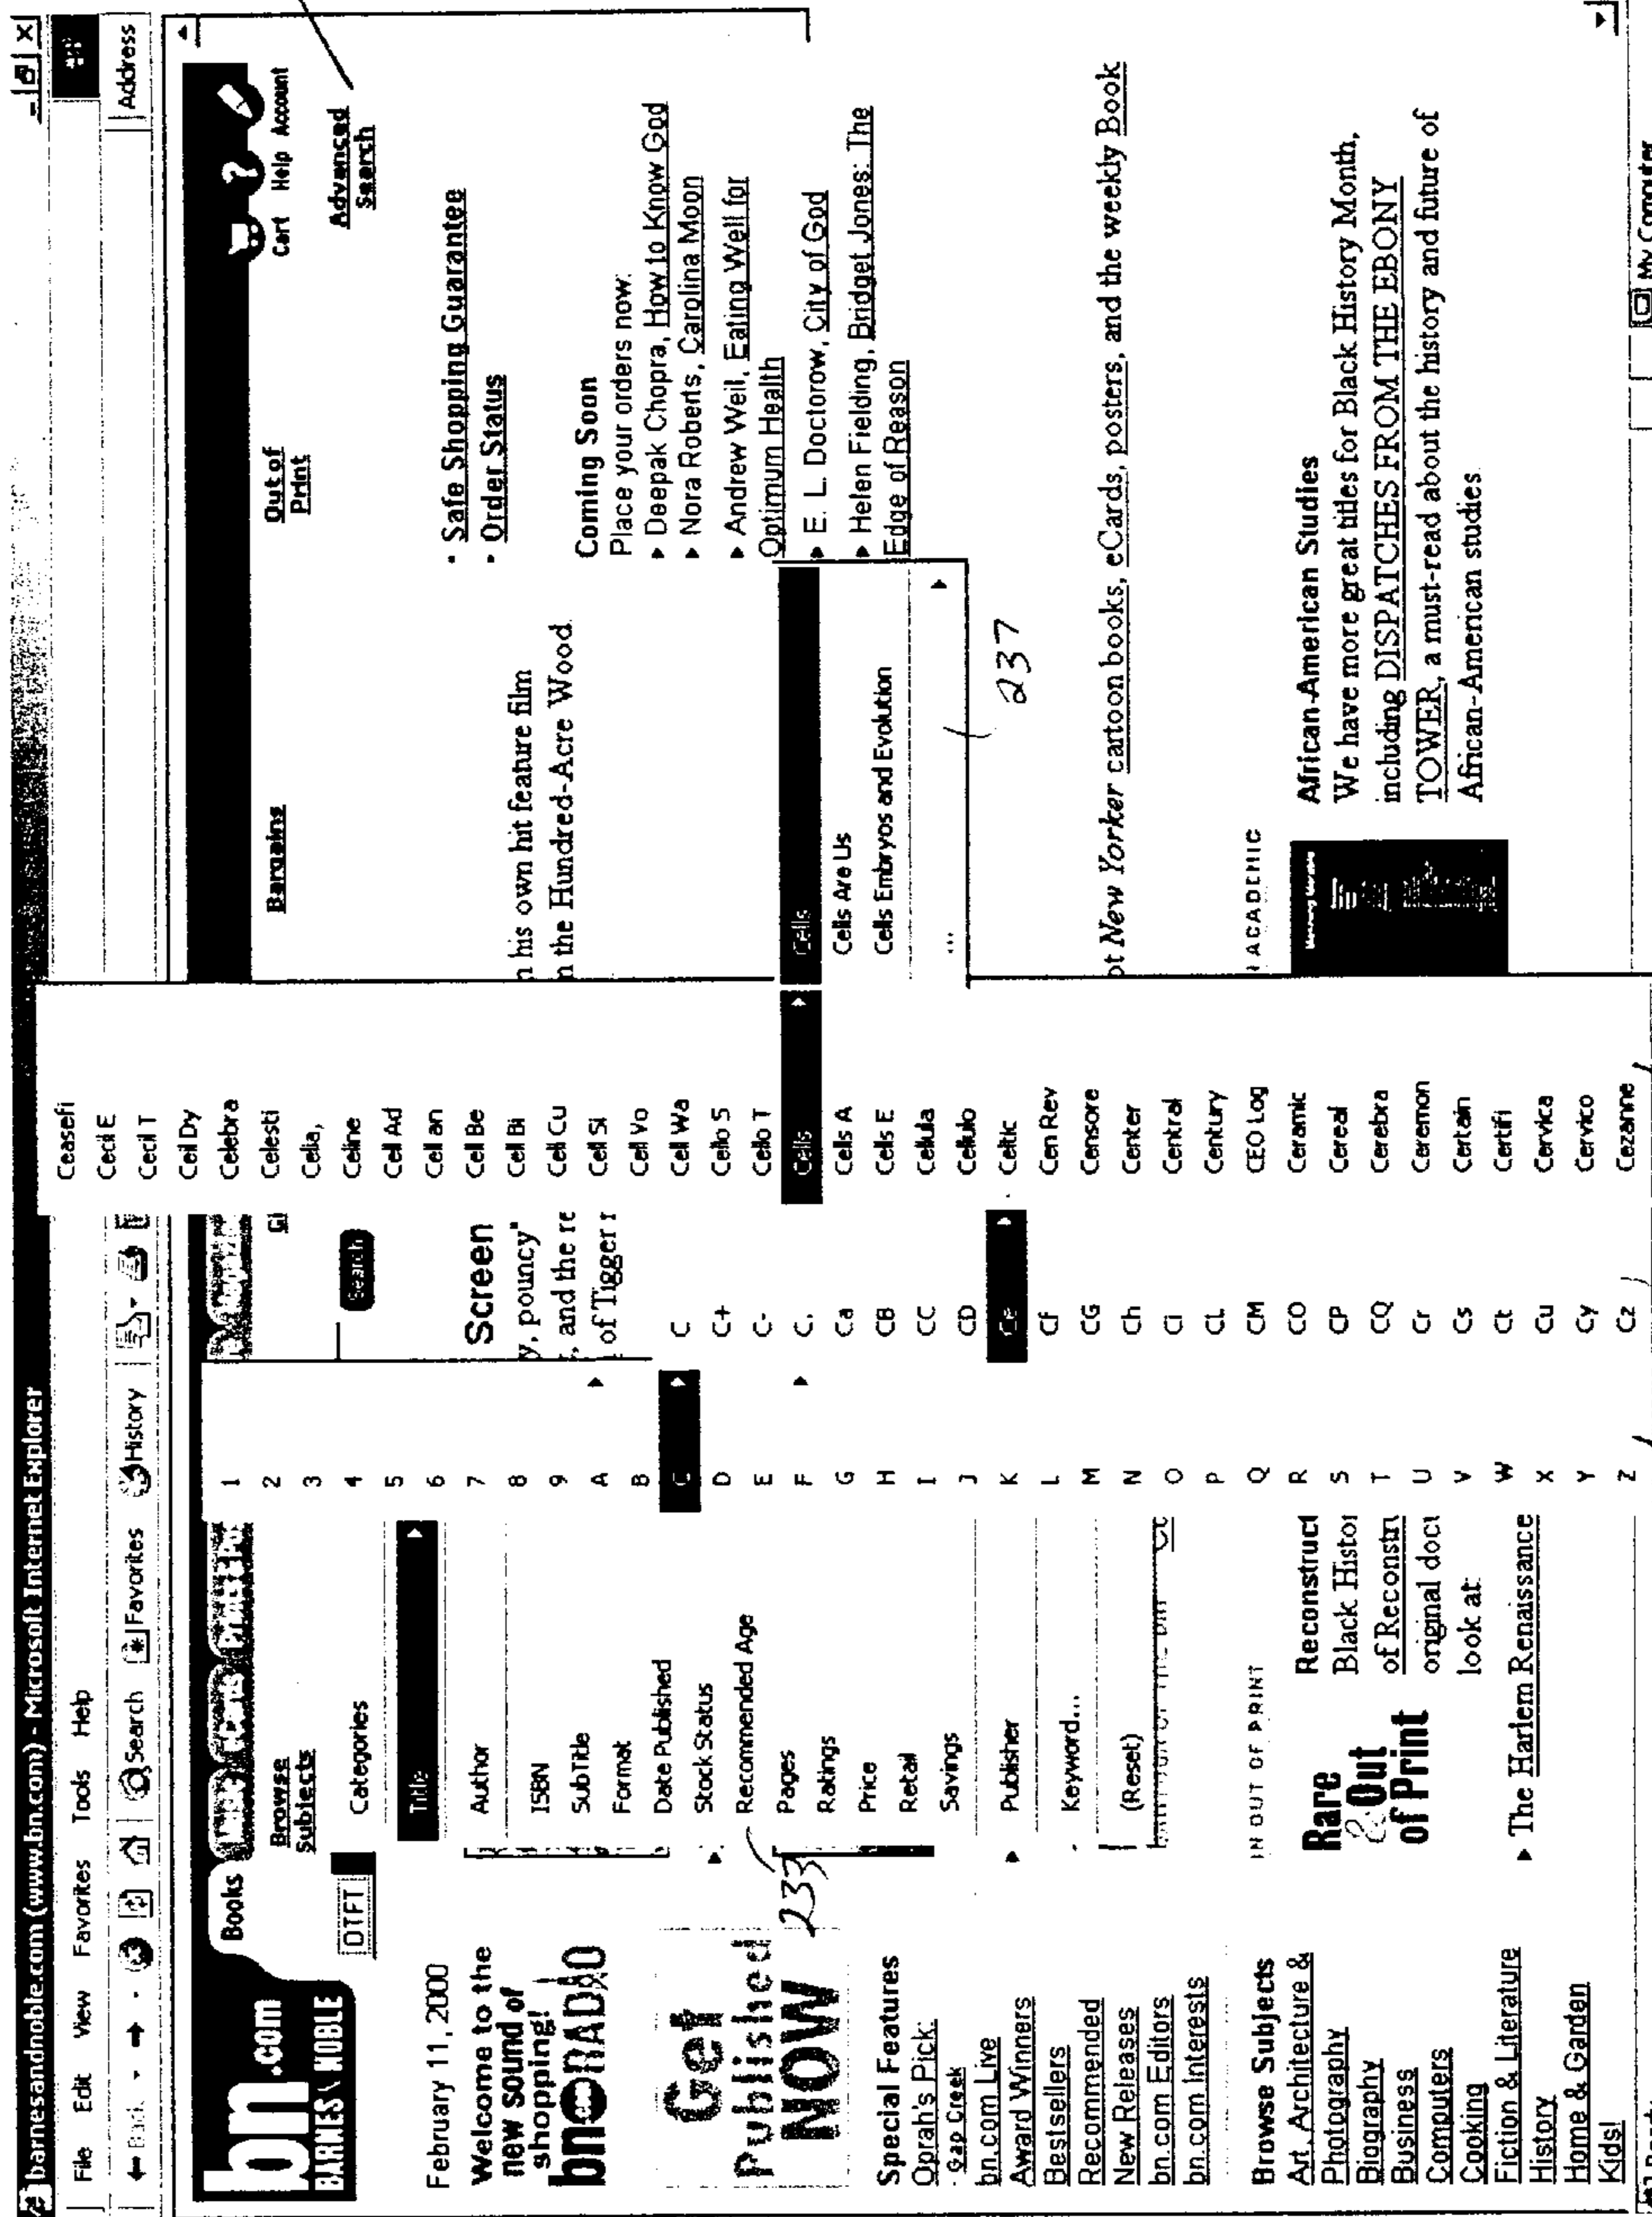 barnesandnoble.com (www.bn.com) - Microsoft Internet Explorer
File Edit View Favorites Tools Help
Back Search Favorites History
Address
bn.com
BARNES & NOBLE
Books
Browse
Subjects
Bargains
Out of
Print
Cart Help Account
DTFT
Search
Advanced
Search
February 11, 2000
Welcome to the
new sound of
shopping!
Get
Published
NOW
Special Features
Oprah's Pick:
Gap Creek
bn.com Live
Award Winners
Bestsellers
Recommended
New Releases
bn.com Editors
bn.com Interests
Browse Subjects
Art, Architecture &
Photography
Biography
Business
Computers
Cooking
Fiction & Literature
History
Home & Garden
Kids!
Categories
Title
Author
ISBN
SubTitle
Format
Date Published
Stock Status
Recommended Age
Pages
Ratings
Price
Retail
Savings
Publisher
Keyword...
(Reset)
233
1
2
3
4
5
6
7
8
9
A
B
C
D
E
F
G
H
I
J
K
L
M
N
O
P
Q
R
S
T
U
V
W
X
Y
Z
C
C+
C-
C.
Ca
CB
CC
CD
Ce
Cf
CG
Ch
Ci
CL
CM
CO
CP
CQ
Cr
Cs
Ct
Cu
Cy
Cz
Ceasefi
Cecil E
Cecil T
Ceil Dy
Celebra
Celesti
Celia,
Celine
Cell Ad
Cell an
Cell Be
Cell Bi
Cell Cu
Cell Si
Cell Vo
Cell Wa
Cello S
Cello T
Cells
Cells A
Cells E
Cellula
Cellulo
Celtic
Cen Rev
Censore
Center
Central
Century
CEO Log
Ceramic
Cereal
Cerebra
Ceremon
Certain
Certifi
Cervica
Cervico
Cezanne
Cells
Cells Are Us
Cells Embryos and Evolution
...
237
Screen
y, pouncy"
, and the re
of Tigger r
n his own hit feature film
n the Hundred-Acre Wood.
· Safe Shopping Guarantee
· Order Status
Coming Soon
Place your orders now:
Deepak Chopra, How to Know God
Nora Roberts, Carolina Moon
Andrew Weil, Eating Well for
Optimum Health
E. L. Doctorow, City of God
Helen Fielding, Bridget Jones: The
Edge of Reason
ot New Yorker cartoon books, eCards, posters, and the weekly Book
IN OUT OF PRINT
Rare
& Out
of Print
Reconstruct
Black Histor
of Reconstru
original docu
look at:
The Harlem Renaissance
ACADEMIC
African-American Studies
We have more great titles for Black History Month,
including DISPATCHES FROM THE EBONY
TOWER, a must-read about the history and future of
African-American studies.
My Computer